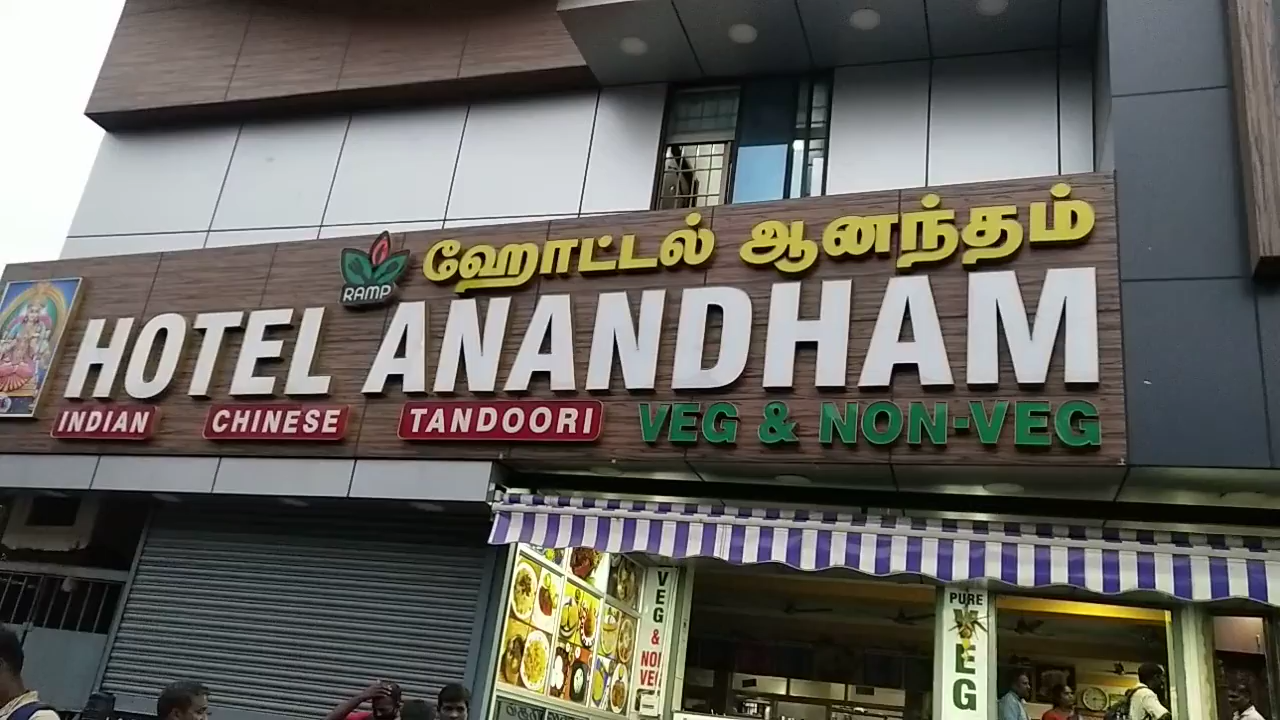 ஹோட்டல் ஆனந்தம்
RAMP
HOTEL ANANDHAM
INDIAN CHINESE TANDOORI VEG & NON-VEG
VEG & NON VEG
PURE VEG